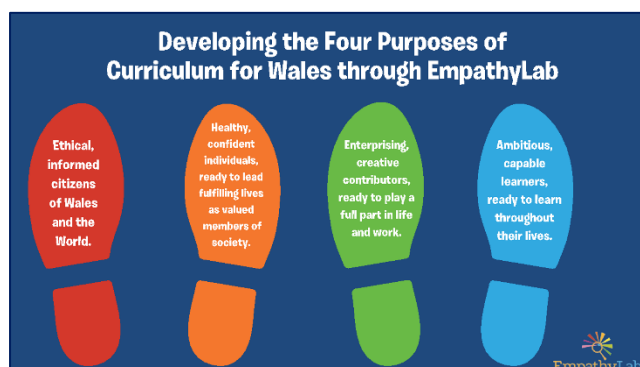 Developing the Four Purposes of
Curriculum for Wales through EmpathyLab
Ethical,
informed
citizens
of Wales
and the
World.
Healthy,
confident
individuals,
ready to lead
fulfilling lives
as valued
members of
society.
Enterprising,
creative
contributors,
ready to play a
full part in life
and work.
Ambitious,
capable
learners,
ready to learn
throughout
their lives.
EmpathyLab